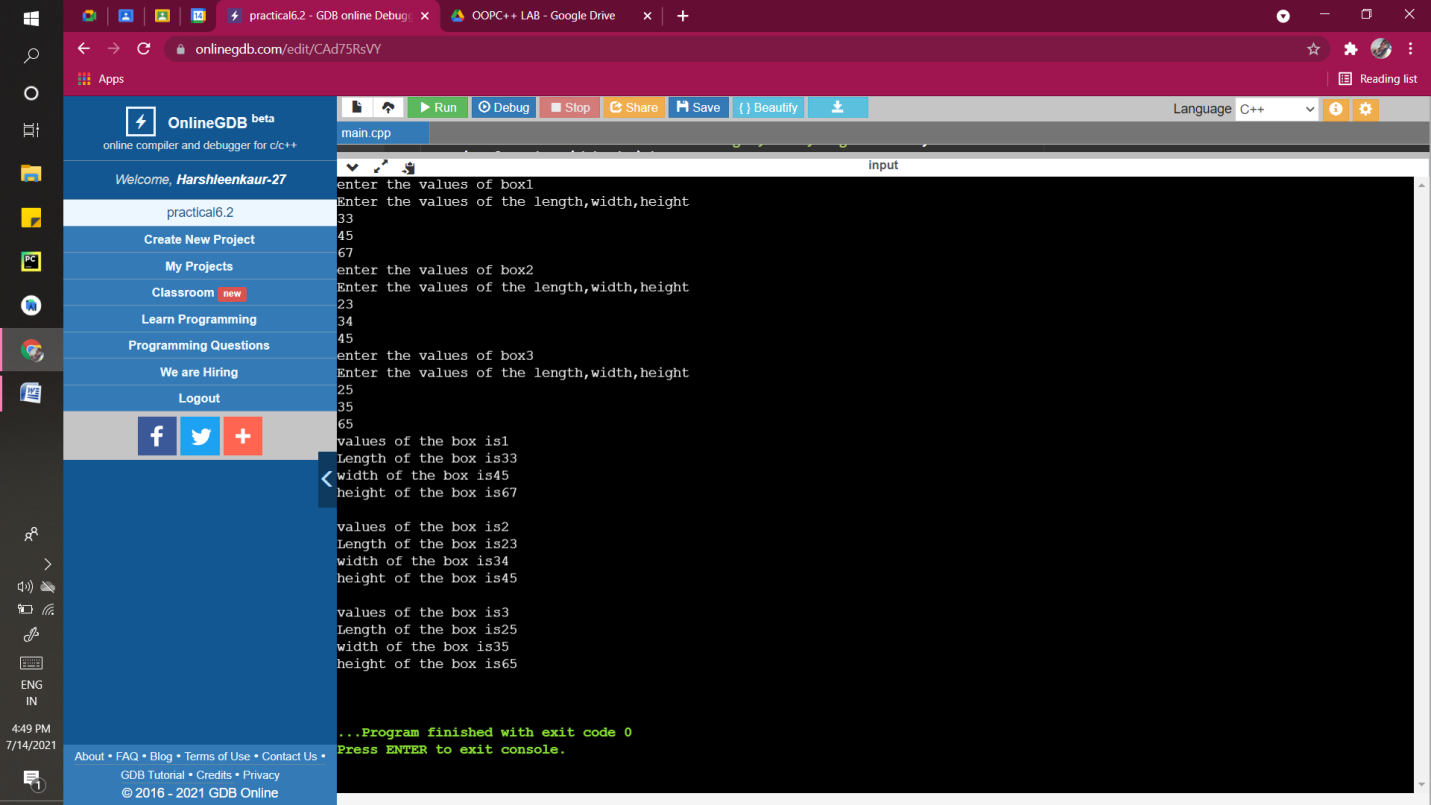 practical6.2 - GDB online Debugg
OOPC++ LAB - Google Drive
onlinegdb.com/edit/CAd75RsVY
Apps
Reading list
OnlineGDB beta
online compiler and debugger for c/c++
Welcome, Harshleenkaur-27
practical6.2
Create New Project
My Projects
Classroom new
Learn Programming
Programming Questions
We are Hiring
Logout
About • FAQ • Blog • Terms of Use • Contact Us •
GDB Tutorial • Credits • Privacy
© 2016 - 2021 GDB Online
Run Debug Stop Share Save { } Beautify
Language C++
main.cpp
input
enter the values of box1
Enter the values of the length,width,height
33
45
67
enter the values of box2
Enter the values of the length,width,height
23
34
45
enter the values of box3
Enter the values of the length,width,height
25
35
65
values of the box is1
Length of the box is33
width of the box is45
height of the box is67
values of the box is2
Length of the box is23
width of the box is34
height of the box is45
values of the box is3
Length of the box is25
width of the box is35
height of the box is65
...Program finished with exit code 0
Press ENTER to exit console.
14
PC
ENG
IN
4:49 PM
7/14/2021
1